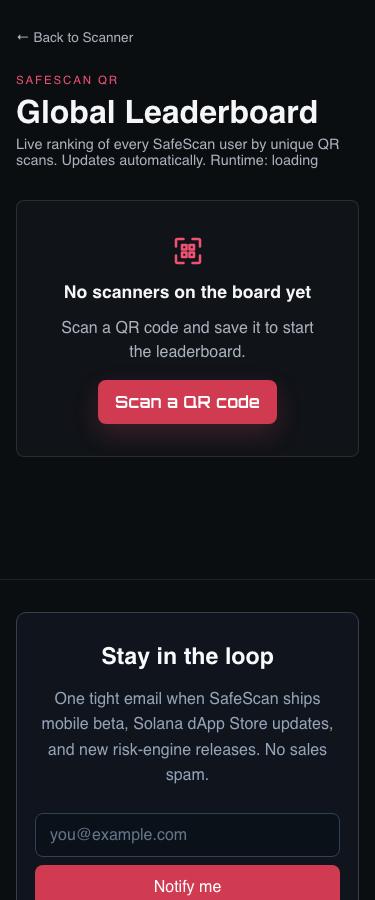 ← Back to Scanner
SAFESCAN QR
Global Leaderboard
Live ranking of every SafeScan user by unique QR
scans. Updates automatically. Runtime: loading
No scanners on the board yet
Scan a QR code and save it to start
the leaderboard.
Scan a QR code
Stay in the loop
One tight email when SafeScan ships
mobile beta, Solana dApp Store updates,
and new risk-engine releases. No sales
spam.
you@example.com
Notify me